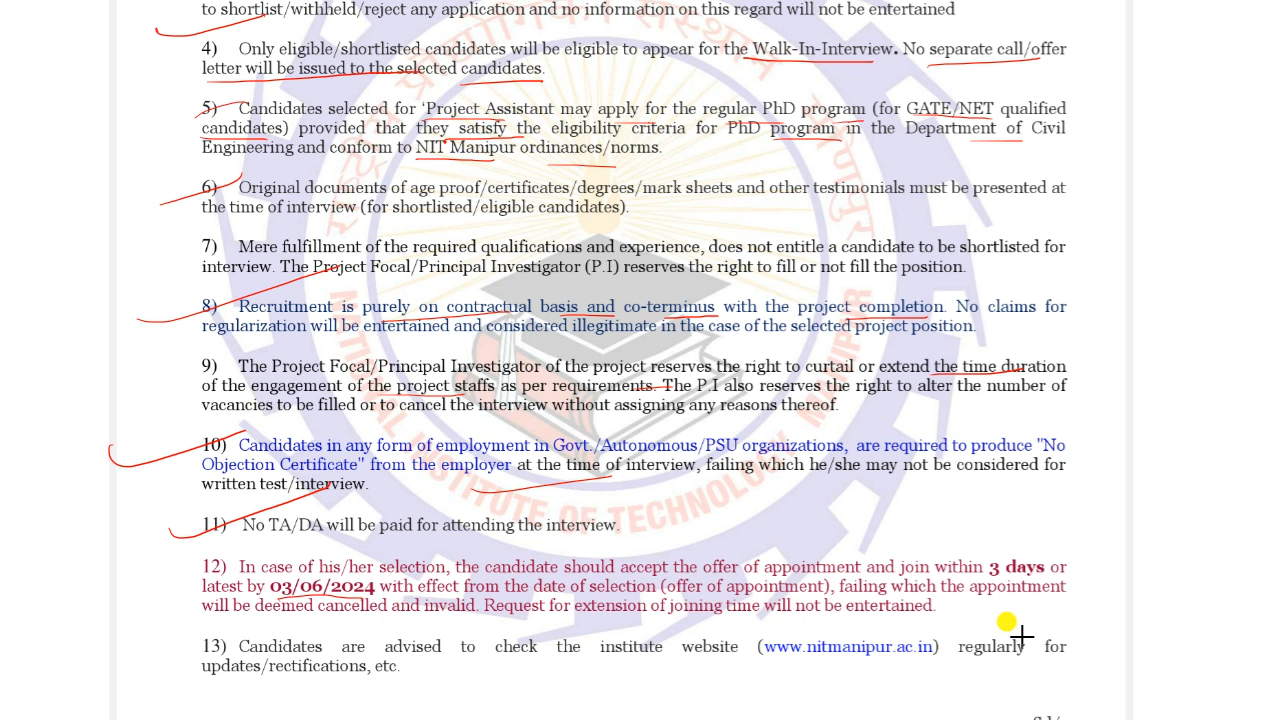 to shortlist/withheld/reject any application and no information on this regard will not be entertained
4) Only eligible/shortlisted candidates will be eligible to appear for the Walk-In-Interview. No separate call/offer
letter will be issued to the selected candidates.
5) Candidates selected for ‘Project Assistant may apply for the regular PhD program (for GATE/NET qualified
candidates) provided that they satisfy the eligibility criteria for PhD program in the Department of Civil
Engineering and conform to NIT Manipur ordinances/norms.
6) Original documents of age proof/certificates/degrees/mark sheets and other testimonials must be presented at
the time of interview (for shortlisted/eligible candidates).
7) Mere fulfillment of the required qualifications and experience, does not entitle a candidate to be shortlisted for
interview. The Project Focal/Principal Investigator (P.I) reserves the right to fill or not fill the position.
8) Recruitment is purely on contractual basis and co-terminus with the project completion. No claims for
regularization will be entertained and considered illegitimate in the case of the selected project position.
9) The Project Focal/Principal Investigator of the project reserves the right to curtail or extend the time duration
of the engagement of the project staffs as per requirements. The P.I also reserves the right to alter the number of
vacancies to be filled or to cancel the interview without assigning any reasons thereof.
10) Candidates in any form of employment in Govt./Autonomous/PSU organizations, are required to produce "No
Objection Certificate" from the employer at the time of interview, failing which he/she may not be considered for
written test/interview.
11) No TA/DA will be paid for attending the interview.
12) In case of his/her selection, the candidate should accept the offer of appointment and join within 3 days or
latest by 03/06/2024 with effect from the date of selection (offer of appointment), failing which the appointment
will be deemed cancelled and invalid. Request for extension of joining time will not be entertained.
13) Candidates are advised to check the institute website (www.nitmanipur.ac.in) regularly for
updates/rectifications, etc.
NATIONAL INSTITUTE OF TECHNOLOGY MANIPUR